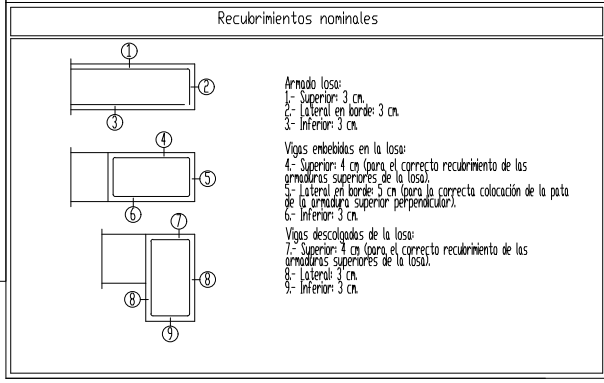 Recubrimientos nominales
1
2
3
Armado losa:
1.- Superior: 3 cm.
2.- Lateral en borde: 3 cm.
3.- Inferior: 3 cm.
4
5
6
Vigas embebidas en la losa:
4.- Superior: 4 cm (para el correcto recubrimiento de las
armaduras superiores de la losa).
5.- Lateral en borde: 5 cm (para la correcta colocación de la pata
de la armadura superior perpendicular).
6.- Inferior: 3 cm.
7
8
8
9
Vigas descolgadas de la losa:
7.- Superior: 4 cm (para el correcto recubrimiento de las
armaduras superiores de la losa).
8.- Lateral: 3 cm.
9.- Inferior: 3 cm.